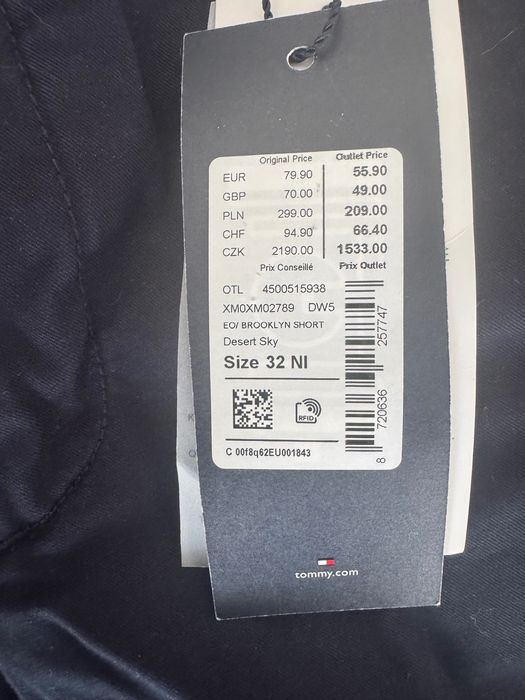 Original Price Outlet Price
EUR 79.90 55.90
GBP 70.00 49.00
PLN 299.00 209.00
CHF 94.90 66.40
CZK 2190.00 1533.00
Prix Conseillé Prix Outlet
OTL 4500515938
XM0XM02789 DW5
EO/ BROOKLYN SHORT
Desert Sky
Size 32 NI
RFID
C 00f8q62EU001843
8 720636 257747
tommy.com